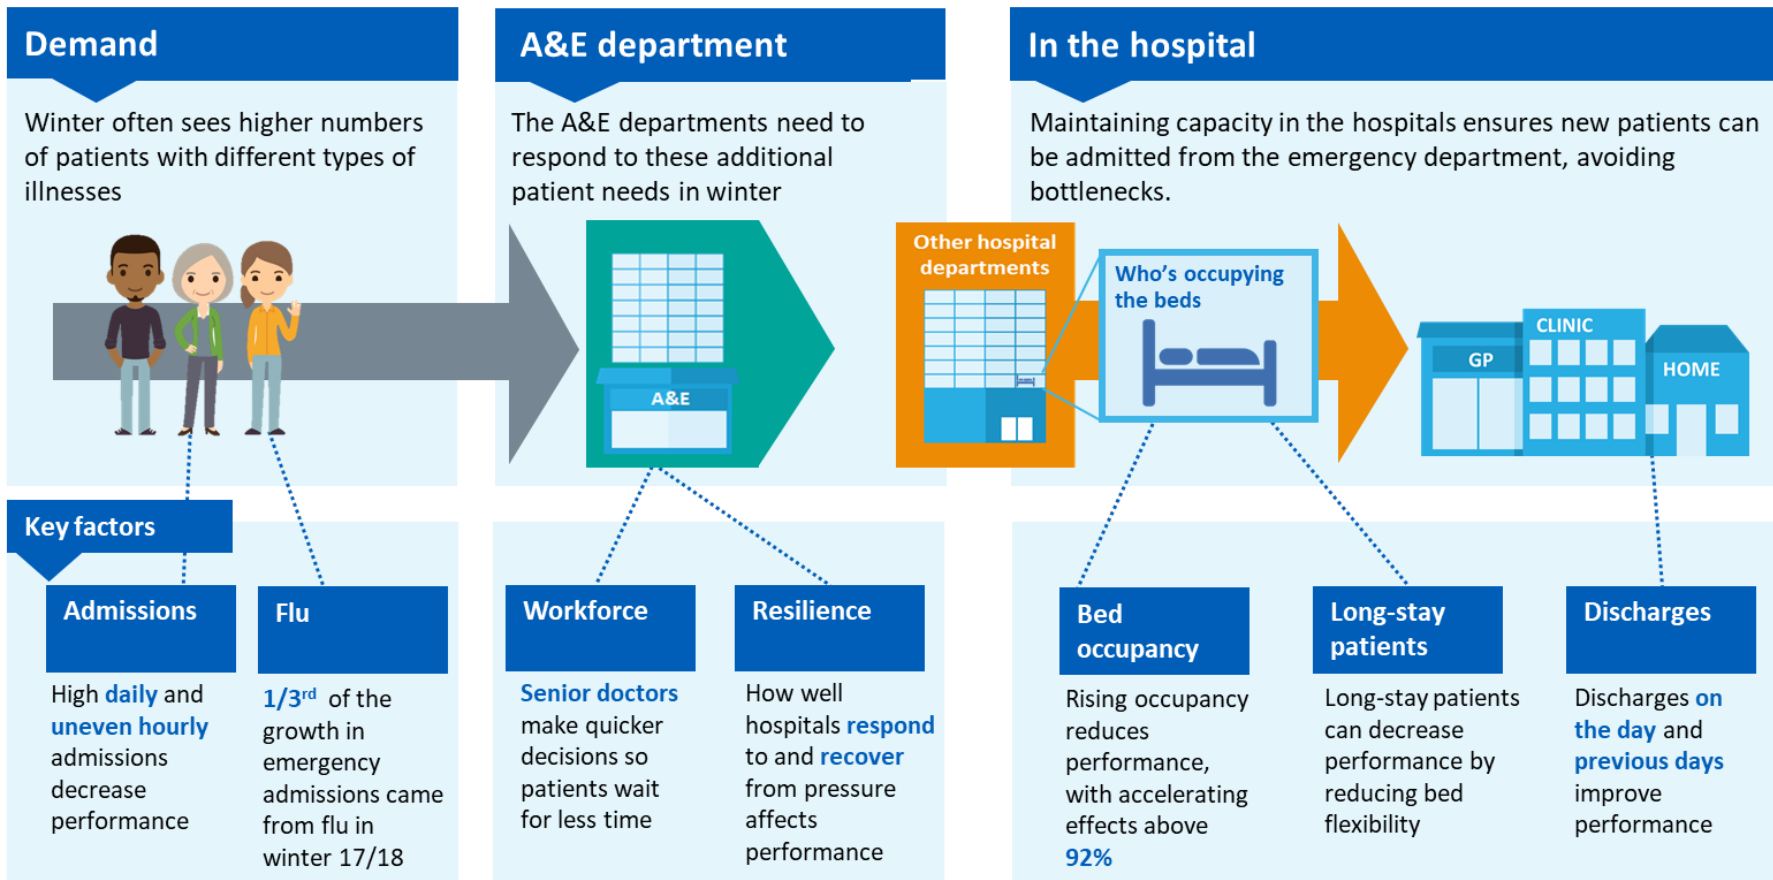 Demand
Winter often sees higher numbers
of patients with different types of
illnesses
A&E department
The A&E departments need to
respond to these additional
patient needs in winter
In the hospital
Maintaining capacity in the hospitals ensures new patients can
be admitted from the emergency department, avoiding
bottlenecks.
A&E
Other hospital
departments
Who's occupying
the beds
GP
CLINIC
HOME
Key factors
Admissions
High daily and
uneven hourly
admissions
decrease
performance
Flu
1/3rd of the
growth in
emergency
admissions came
from flu in
winter 17/18
Workforce
Senior doctors
make quicker
decisions so
patients wait
for less time
Resilience
How well
hospitals respond
to and recover
from pressure
affects
performance
Bed
occupancy
Rising occupancy
reduces
performance,
with accelerating
effects above
92%
Long-stay
patients
Long-stay patients
can decrease
performance by
reducing bed
flexibility
Discharges
Discharges on
the day and
previous days
improve
performance